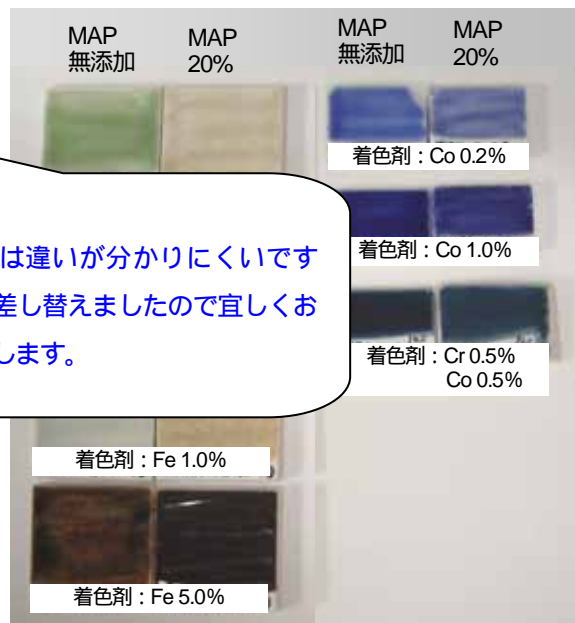 MAP
無添加
MAP
20%
MAP
無添加
MAP
20%
着色剤：Co 0.2%
着色剤：Co 1.0%
着色剤：Cr 0.5%
Co 0.5%
は違いが分かりにくいです
差し替えましたので宜しくお
します。
着色剤：Fe 1.0%
着色剤：Fe 5.0%